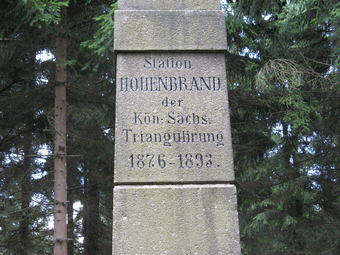 Station
HOHENBRAND
der
Kön: Sächs:
Triangulirung
1876-1893.